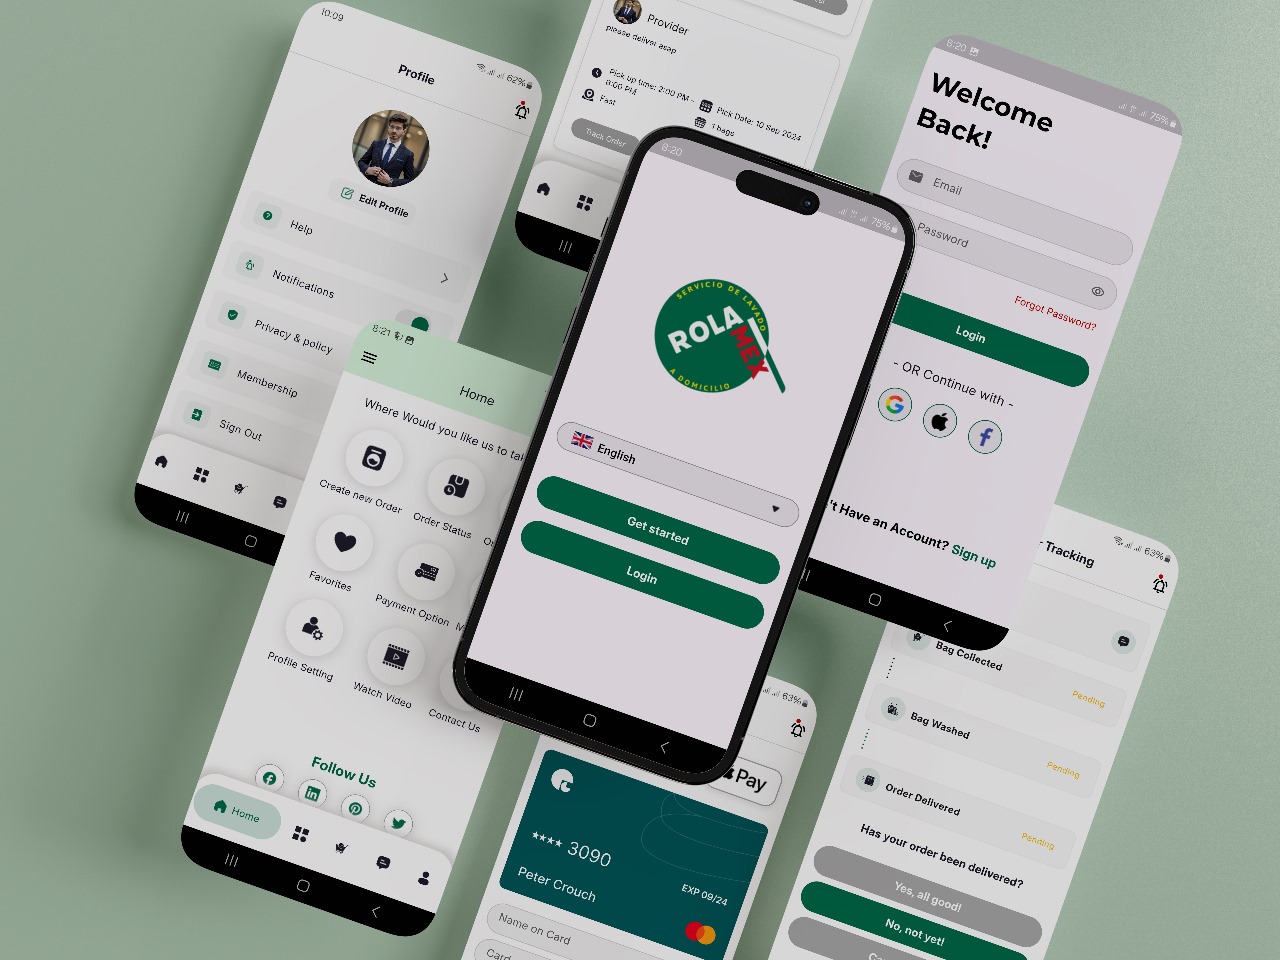 10:09
62%
Profile
Edit Profile
Help
Notifications
Privacy & policy
Membership
Sign Out
Provider
Please deliver asap
Pick up time: 2:00 PM -
8:00 PM
Pick Date: 10 Sep 2024
Fast
1 bags
Track Order
8:20
75%
Welcome
Back!
Email
Password
Forgot Password?
Login
- OR Continue with -
't Have an Account? Sign up
8:20
75%
SERVICIO DE LAVADO
ROLA
MEX
A DOMICILIO
English
Get started
Login
8:21
Home
Where Would you like us to tak
Create new Order
Order Status
Favorites
Payment Option
Profile Setting
Watch Video
Contact Us
Follow Us
Home
63%
Pay
**** 3090
Peter Crouch
EXP 09/24
Name on Card
Card
63%
Tracking
Bag Collected
Pending
Bag Washed
Pending
Order Delivered
Pending
Has your order been delivered?
Yes, all good!
No, not yet!